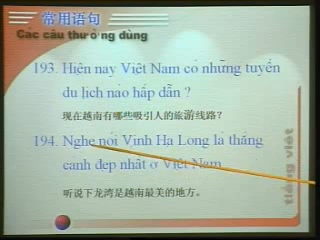 常用语句
Các câu thường dùng
193. Hiện nay Việt Nam có những tuyến
du lịch nào hấp dẫn ?
现在越南有哪些吸引人的旅游线路?
194. Nghe nói Vịnh Hạ Long là thắng
cảnh đẹp nhất ở Việt Nam
听说下龙湾是越南最美的地方。
tiếng việt